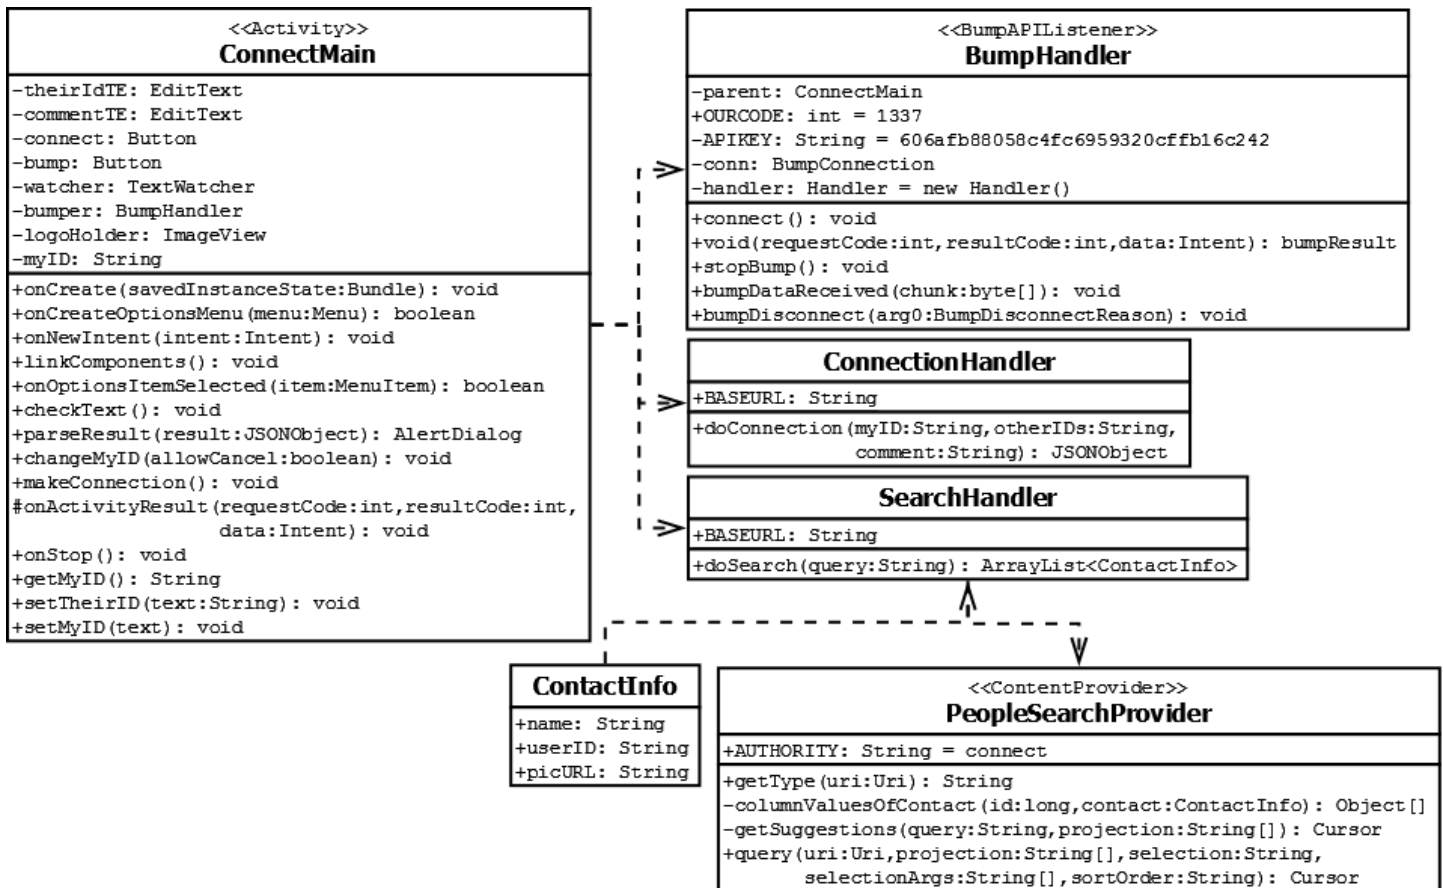 <<Activity>>
ConnectMain
-theirIdTE: EditText
-commentTE: EditText
-connect: Button
-bump: Button
-watcher: TextWatcher
-bumper: BumpHandler
-logoHolder: ImageView
-myID: String
+onCreate(savedInstanceState:Bundle): void
+onCreateOptionsMenu(menu:Menu): boolean
+onNewIntent(intent:Intent): void
+linkComponents(): void
+onOptionsItemSelected(item:MenuItem): boolean
+checkText(): void
+parseResult(result:JSONObject): AlertDialog
+changeMyID(allowCancel:boolean): void
+makeConnection(): void
#onActivityResult(requestCode:int,resultCode:int,
data:Intent): void
+onStop(): void
+getMyID(): String
+setTheirID(text:String): void
+setMyID(text): void
<<BumpAPIListener>>
BumpHandler
-parent: ConnectMain
+OURCODE: int = 1337
-APIKEY: String = 606afb88058c4fc6959320cffb16c242
-conn: BumpConnection
-handler: Handler = new Handler()
+connect(): void
+void(requestCode:int,resultCode:int,data:Intent): bumpResult
+stopBump(): void
+bumpDataReceived(chunk:byte[]): void
+bumpDisconnect(arg0:BumpDisconnectReason): void
ConnectionHandler
+BASEURL: String
+doConnection(myID:String,otherIDs:String,
comment:String): JSONObject
SearchHandler
+BASEURL: String
+doSearch(query:String): ArrayList<ContactInfo>
ContactInfo
+name: String
+userID: String
+picURL: String
<<ContentProvider>>
PeopleSearchProvider
+AUTHORITY: String = connect
+getType(uri:Uri): String
-columnValuesOfContact(id:long,contact:ContactInfo): Object[]
-getSuggestions(query:String,projection:String[]): Cursor
+query(uri:Uri,projection:String[],selection:String,
selectionArgs:String[],sortOrder:String): Cursor